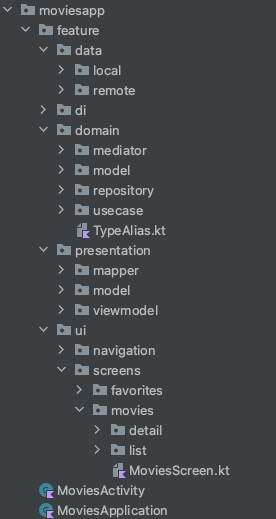 moviesapp
feature
data
local
remote
di
domain
mediator
model
repository
usecase
TypeAlias.kt
presentation
mapper
model
viewmodel
ui
navigation
screens
favorites
movies
detail
list
MoviesScreen.kt
MoviesActivity
MoviesApplication